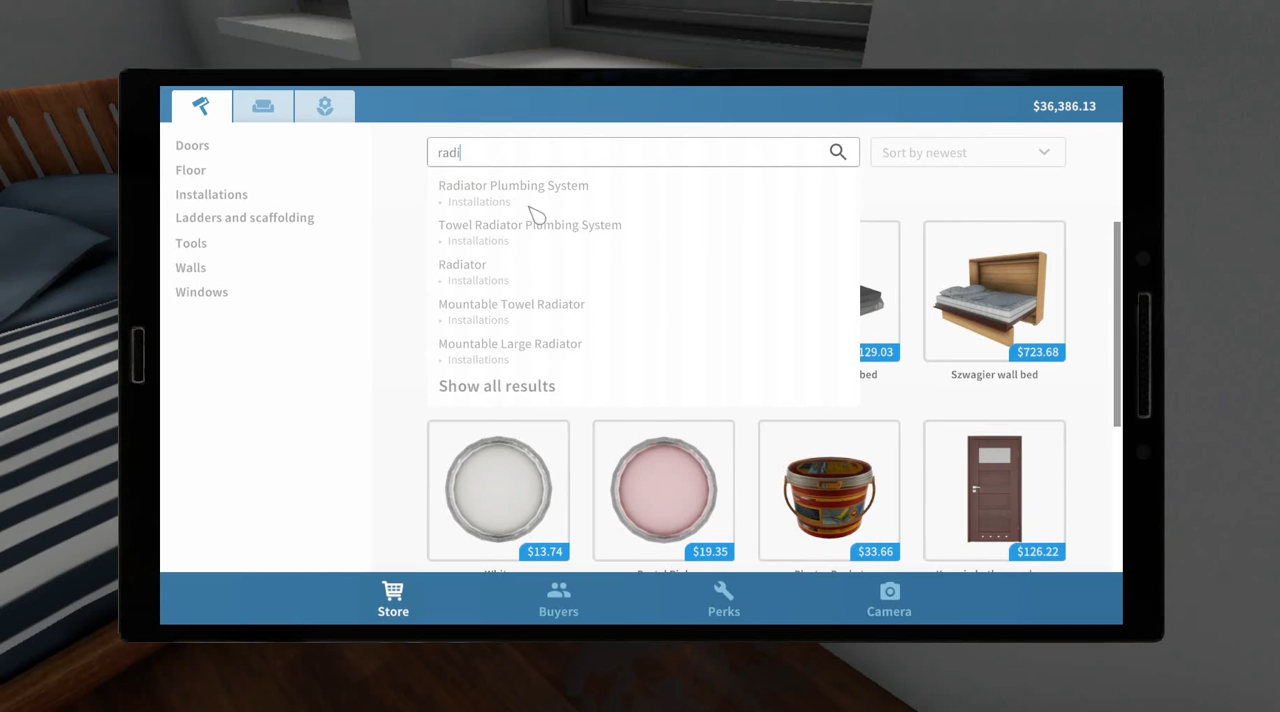 $36,386.13
Doors
Floor
Installations
Ladders and scaffolding
Tools
Walls
Windows
radi
Sort by newest
Radiator Plumbing System
Installations
Towel Radiator Plumbing System
Installations
Radiator
Installations
Mountable Towel Radiator
Installations
Mountable Large Radiator
Installations
Show all results
129.03
bed
$723.68
Szwagier wall bed
$13.74
$19.35
$33.66
$126.22
Store
Buyers
Perks
Camera